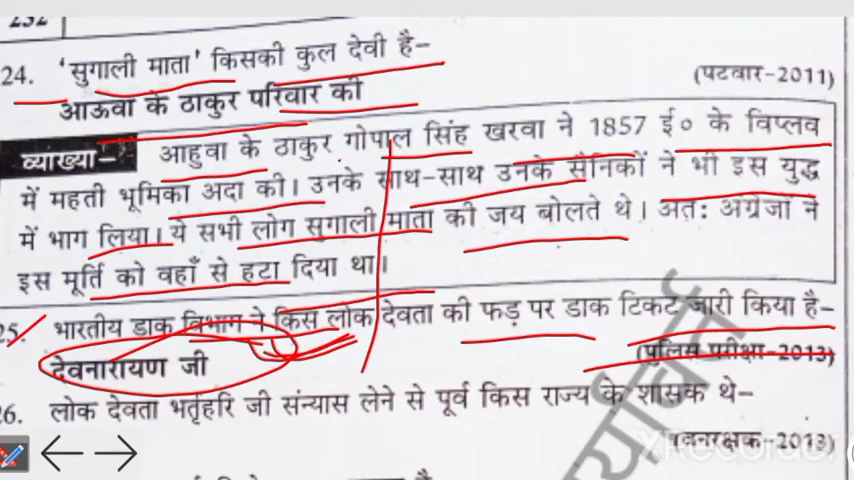 232
24. 'सुगाली माता' किसकी कुल देवी है–
(पटवार-2011)
आऊवा के ठाकुर परिवार की
व्याख्या– आहुवा के ठाकुर गोपाल सिंह खरवा ने 1857 ई० के विप्लव
में महती भूमिका अदा की। उनके साथ-साथ उनके सैनिकों ने भी इस युद्ध
में भाग लिया। ये सभी लोग सुगाली माता की जय बोलते थे। अतः अंग्रेजों ने
इस मूर्ति को वहाँ से हटा दिया था।
25. भारतीय डाक विभाग ने किस लोक देवता की फड़ पर डाक टिकट जारी किया है–
(पुलिस परीक्षा-2013)
देवनारायण जी
26. लोक देवता भर्तृहरि जी संन्यास लेने से पूर्व किस राज्य के शासक थे–
(वनरक्षक-2013)